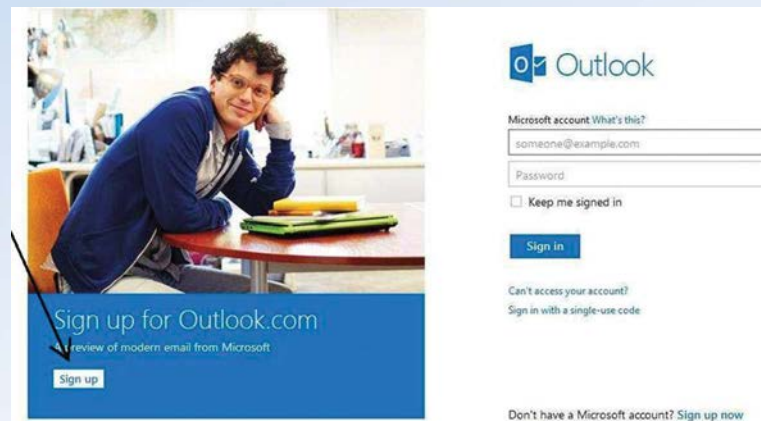 Sign up for Outlook.com
A preview of modern email from Microsoft
Sign up
Outlook
Microsoft account What's this?
someone@example.com
Password
Keep me signed in
Sign in
Can't access your account?
Sign in with a single-use code
Don't have a Microsoft account? Sign up now